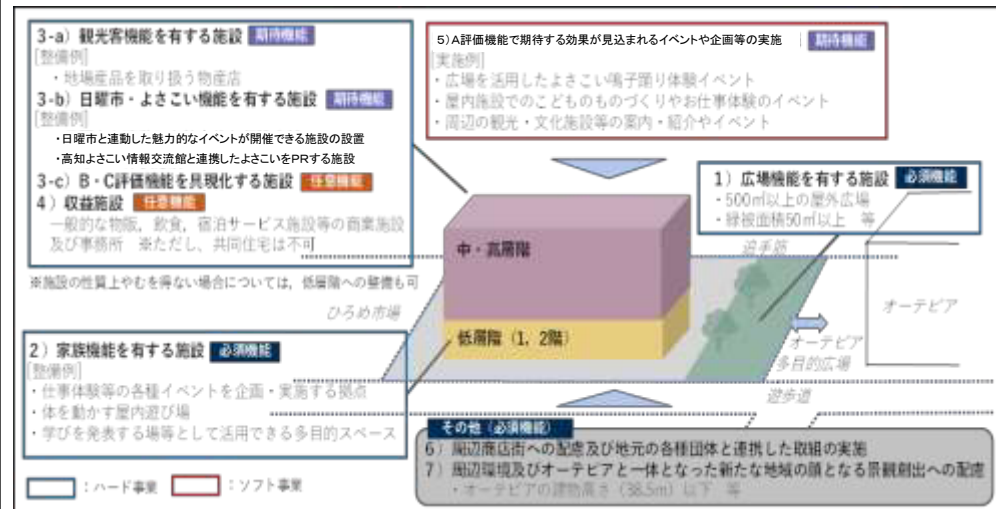 3-a）観光客機能を有する施設 期待機能
[整備例]
・地場産品を取り扱う物産店
3-b）日曜市・よさこい機能を有する施設 期待機能
[整備例]
・日曜市と連動した魅力的なイベントが開催できる施設の設置
・高知よさこい情報交流館と連携したよさこいをPRする施設
3-c）B・C評価機能を具現化する施設 任意機能
4）収益施設 任意機能
一般的な物販，飲食，宿泊サービス施設等の商業施設
及び事務所　※ただし、共同住宅は不可
※施設の性質上やむを得ない場合については，低層階への整備も可
5）A評価機能で期待する効果が見込まれるイベントや企画等の実施 期待機能
[実施例]
・広場を活用したよさこい鳴子踊り体験イベント
・屋内施設でのこどものものづくりやお仕事体験のイベント
・周辺の観光・文化施設等の案内・紹介やイベント
1）広場機能を有する施設 必須機能
・500㎡以上の屋外広場
・緑被面積50㎡以上　等
追手筋
中・高層階
低層階（1，2階）
ひろめ市場
オーテピア
オーテピア
多目的広場
遊歩道
2）家族機能を有する施設 必須機能
[整備例]
・仕事体験等の各種イベントを企画・実施する拠点
・体を動かす屋内遊び場
・学びを発表する場等として活用できる多目的スペース
その他（必須機能）
6）周辺商店街への配慮及び地元の各種団体と連携した取組の実施
7）周辺環境及びオーテピアと一体となった新たな地域の顔となる景観創出への配慮
・オーテピアの建物高さ（38.5m）以下　等
：ハード事業
：ソフト事業